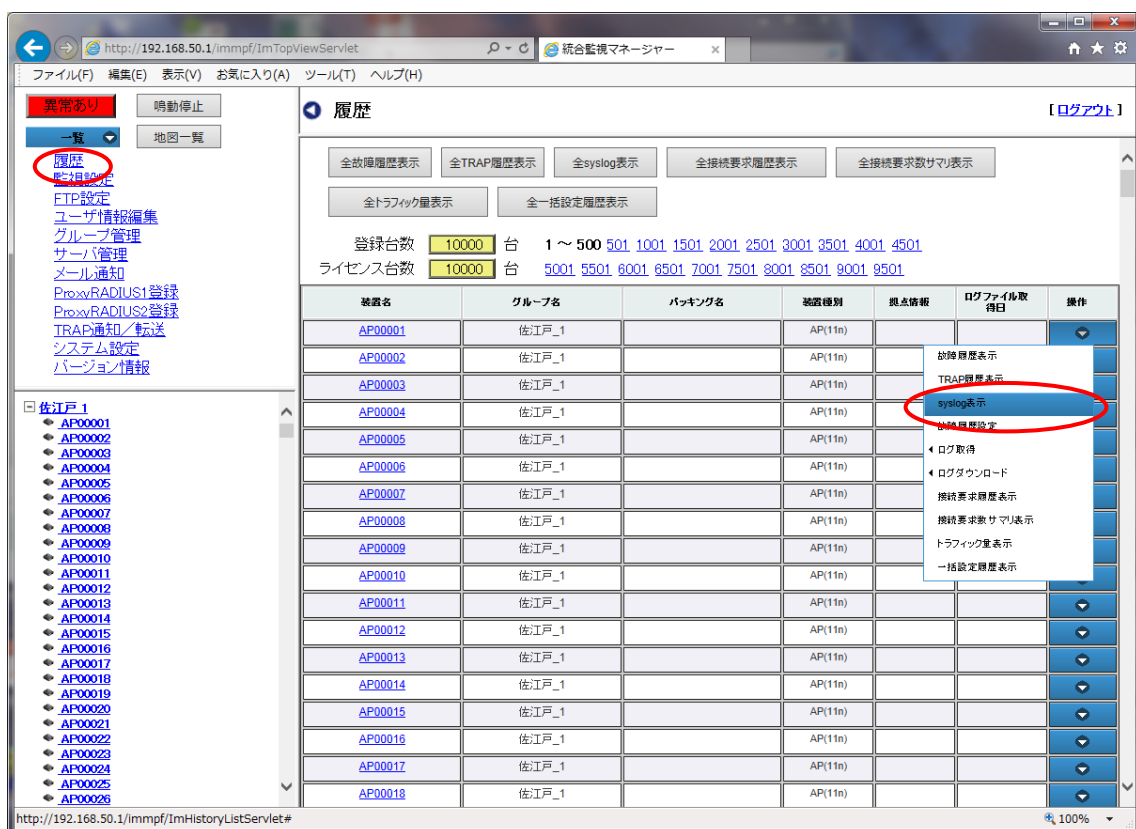 http://192.168.50.1/immpf/ImTopViewServlet
統合監視マネージャー
ファイル(F) 編集(E) 表示(V) お気に入り(A) ツール(T) ヘルプ(H)
異常あり 鳴動停止
一覧 地図一覧
履歴
監視設定
FTP設定
ユーザ情報編集
グループ管理
サーバ管理
メール通知
ProxyRADIUS1登録
ProxyRADIUS2登録
TRAP通知/転送
システム設定
バージョン情報
佐江戸 1
AP00001
AP00002
AP00003
AP00004
AP00005
AP00006
AP00007
AP00008
AP00009
AP00010
AP00011
AP00012
AP00013
AP00014
AP00015
AP00016
AP00017
AP00018
AP00019
AP00020
AP00021
AP00022
AP00023
AP00024
AP00025
AP00026
履歴 [ログアウト]
全故障履歴表示 全TRAP履歴表示 全syslog表示 全接続要求履歴表示 全接続要求数サマリ表示
全トラフィック量表示 全一括設定履歴表示
登録台数 10000 台 1 ～ 500 501 1001 1501 2001 2501 3001 3501 4001 4501
ライセンス台数 10000 台 5001 5501 6001 6501 7001 7501 8001 8501 9001 9501
装置名 グループ名 パッキング名 装置種別 拠点情報 ログファイル取得日 操作
AP00001 佐江戸_1 AP(11n)
AP00002 佐江戸_1 AP(11n)
AP00003 佐江戸_1 AP(11n)
AP00004 佐江戸_1 AP(11n)
AP00005 佐江戸_1 AP(11n)
AP00006 佐江戸_1 AP(11n)
AP00007 佐江戸_1 AP(11n)
AP00008 佐江戸_1 AP(11n)
AP00009 佐江戸_1 AP(11n)
AP00010 佐江戸_1 AP(11n)
AP00011 佐江戸_1 AP(11n)
AP00012 佐江戸_1 AP(11n)
AP00013 佐江戸_1 AP(11n)
AP00014 佐江戸_1 AP(11n)
AP00015 佐江戸_1 AP(11n)
AP00016 佐江戸_1 AP(11n)
AP00017 佐江戸_1 AP(11n)
AP00018 佐江戸_1 AP(11n)
故障履歴表示
TRAP履歴表示
syslog表示
故障履歴設定
ログ取得
ログダウンロード
接続要求履歴表示
接続要求数サマリ表示
トラフィック量表示
一括設定履歴表示
http://192.168.50.1/immpf/ImHistoryListServlet# 100%